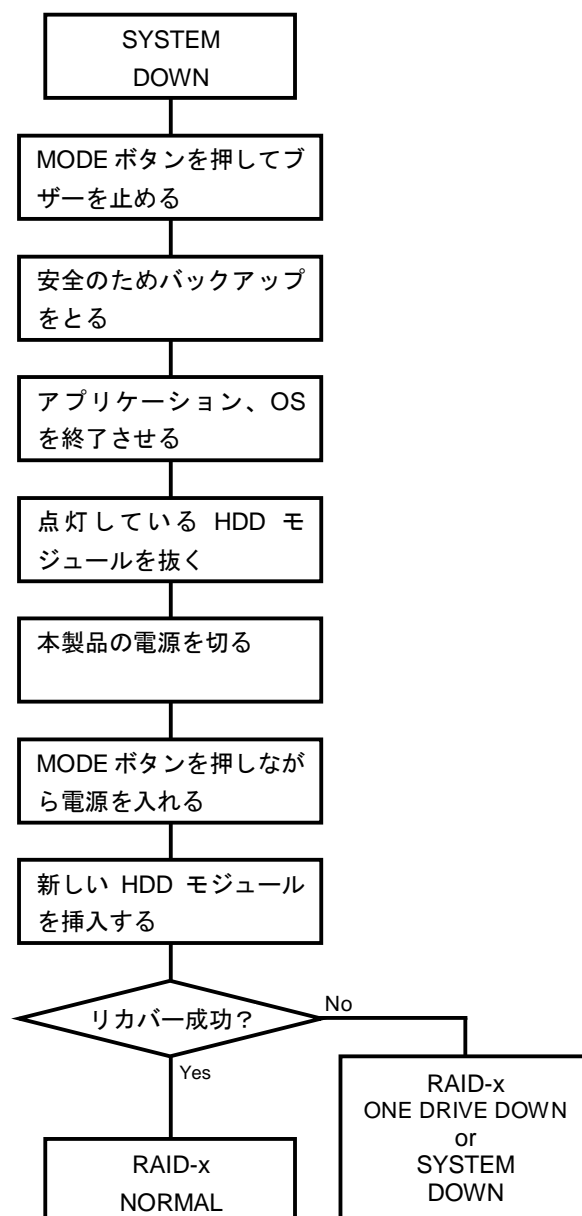 SYSTEM
DOWN
MODE ボタンを押してブ
ザーを止める
安全のためバックアップ
をとる
アプリケーション、OS
を終了させる
点灯している HDD モ
ジュールを抜く
本製品の電源を切る
MODE ボタンを押しなが
ら電源を入れる
新しい HDD モジュール
を挿入する
リカバー成功？
No
Yes
RAID-x
ONE DRIVE DOWN
or
SYSTEM
DOWN
RAID-x
NORMAL